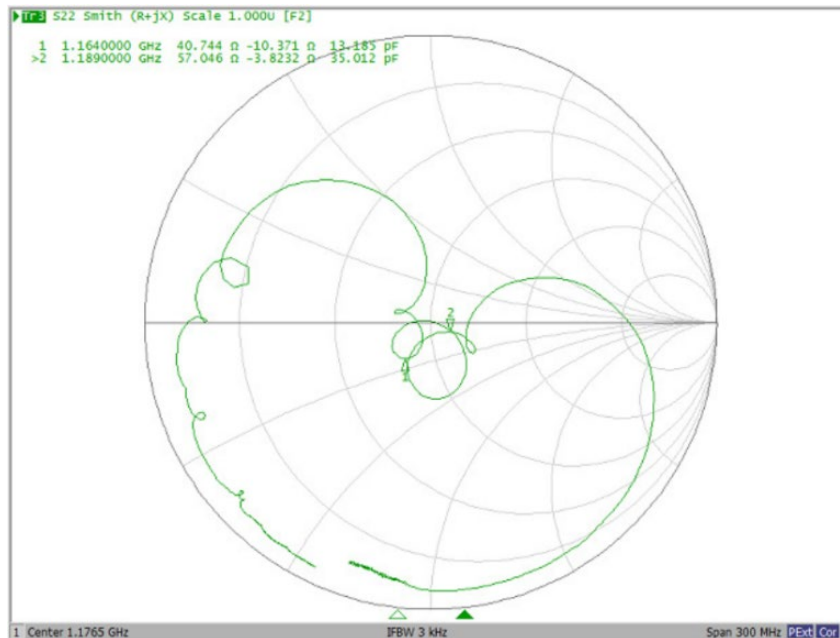 Tr3 S22 Smith (R+jX) Scale 1.000U [F2]
1 1.1640000 GHz 40.744 Ω -10.371 Ω 13.185 pF
>2 1.1890000 GHz 57.046 Ω -3.8232 Ω 35.012 pF
2
1
1 Center 1.1765 GHz IFBW 3 kHz Span 300 MHz PExt Cor